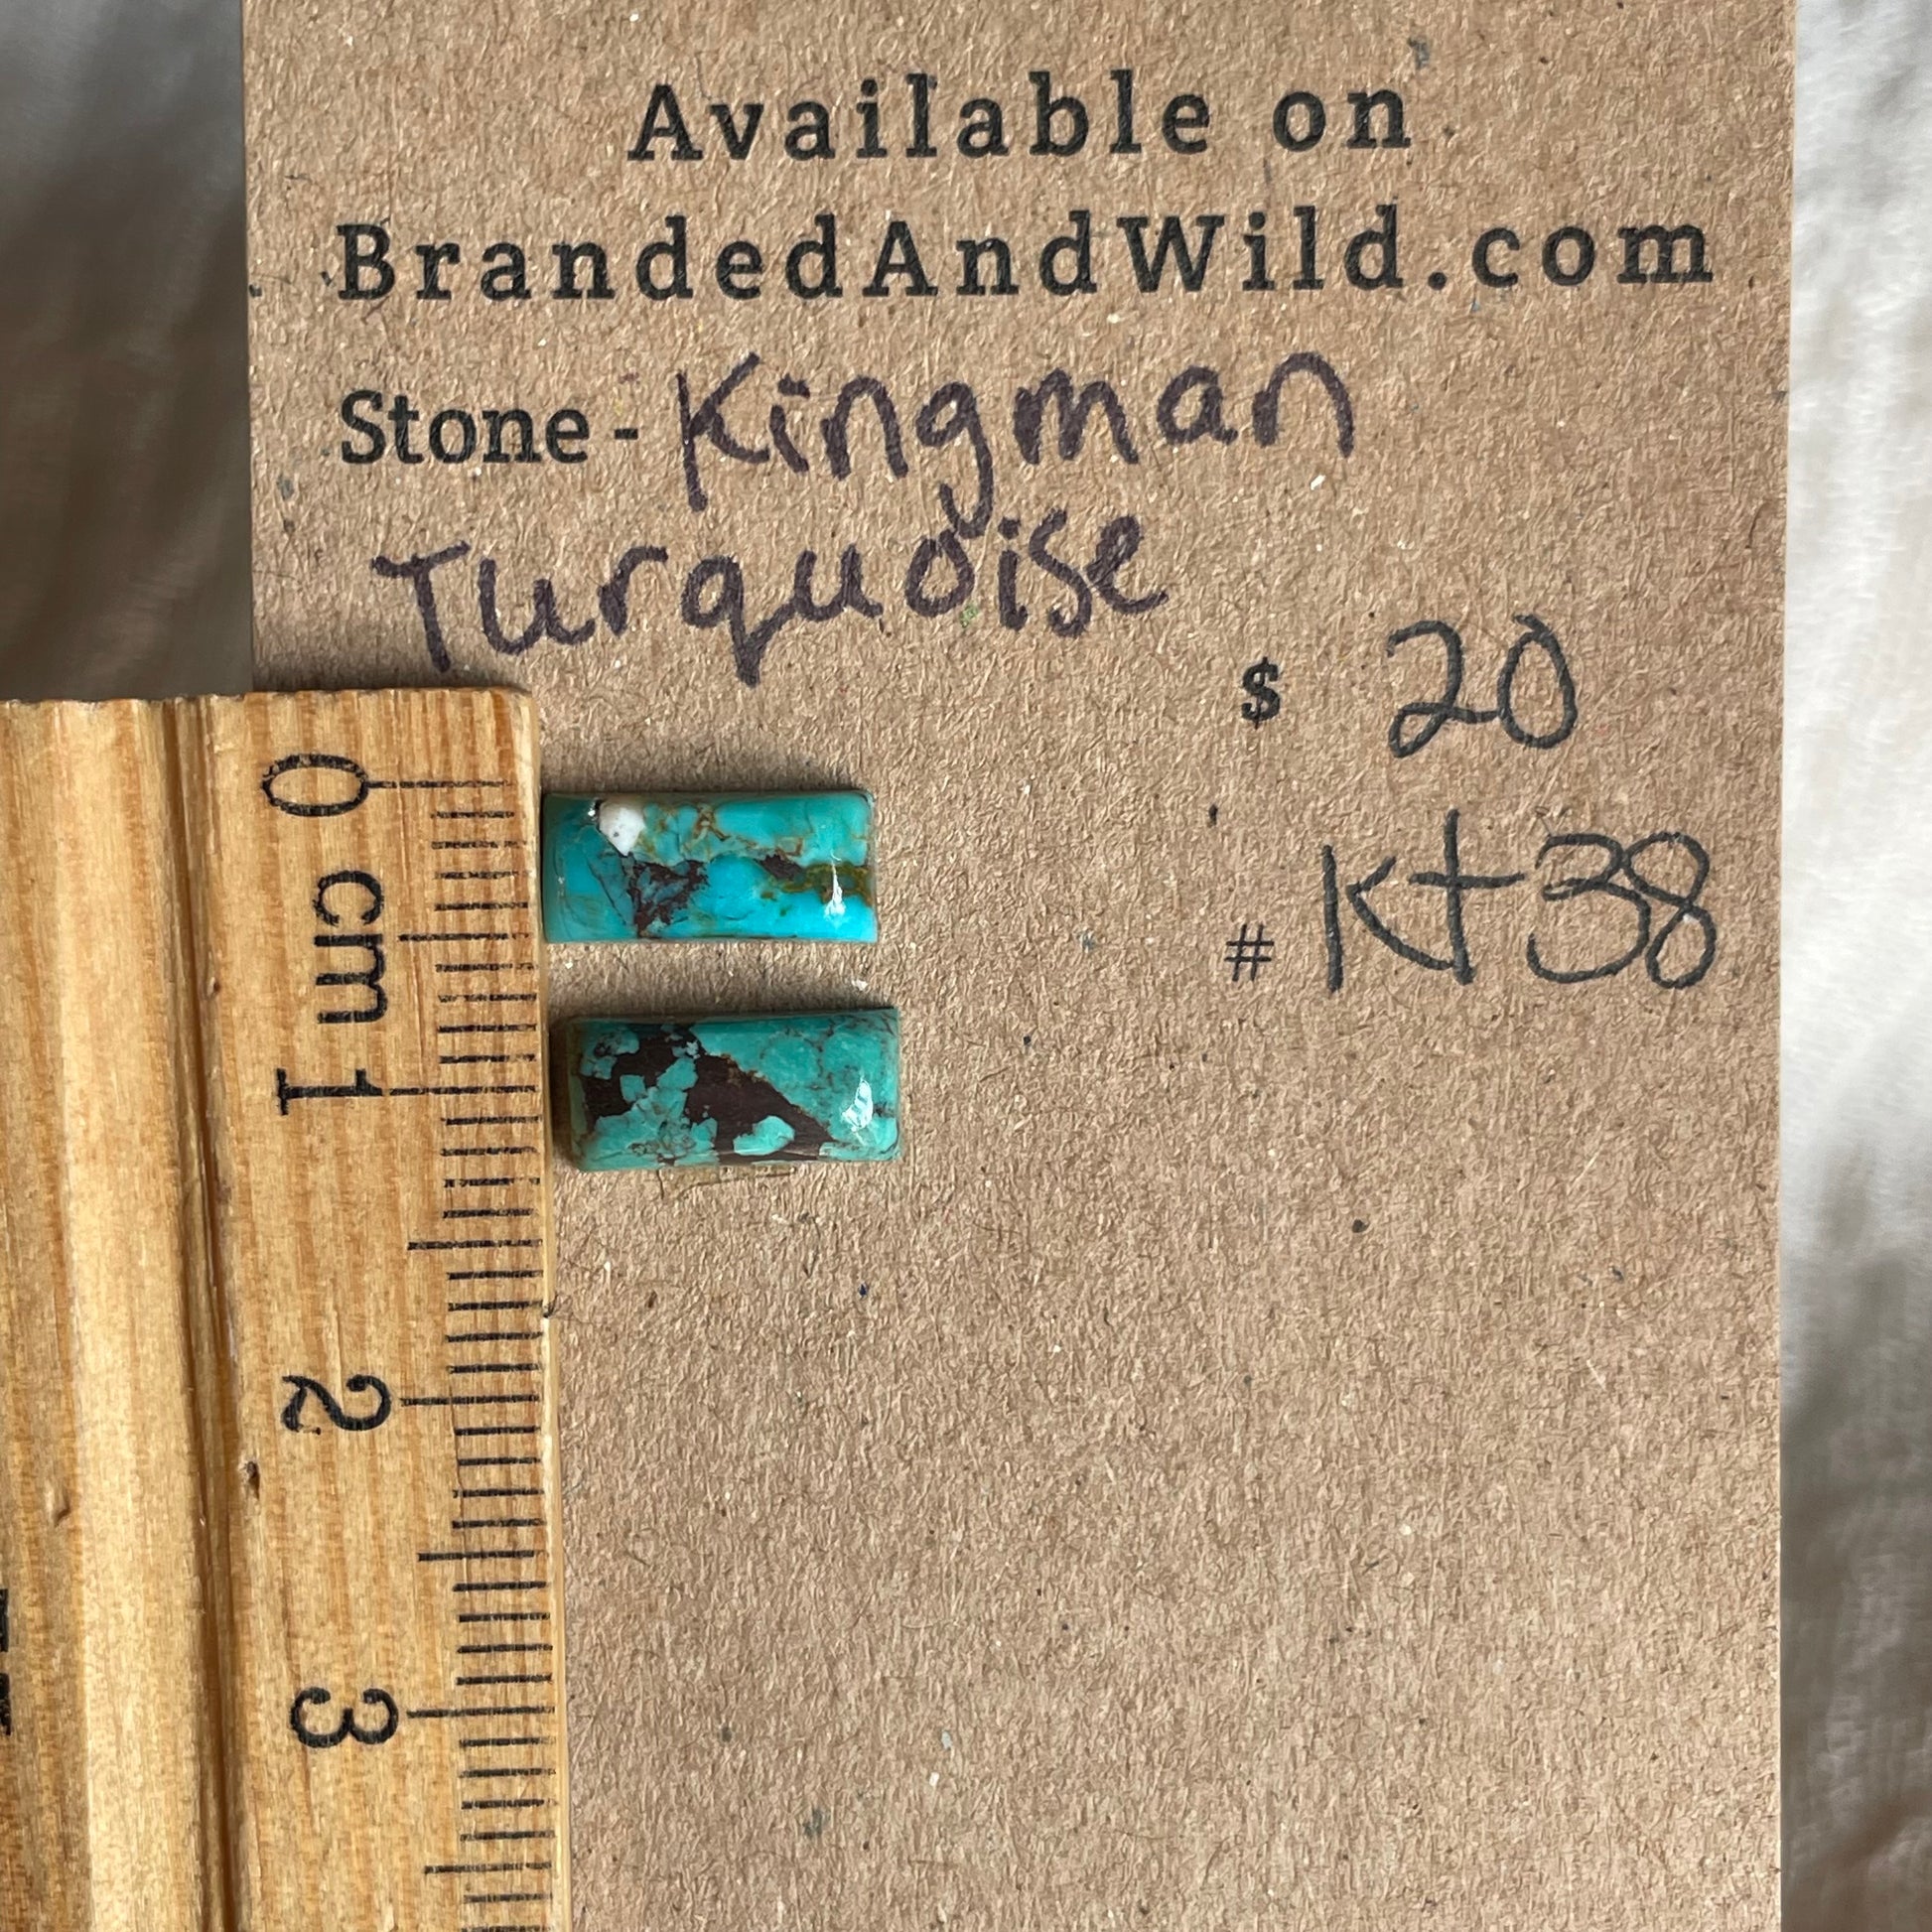 Available on
BrandedAndWild.com
Stone - Kingman
Turquoise
$ 20
# Kt38
0 cm 1 2 3